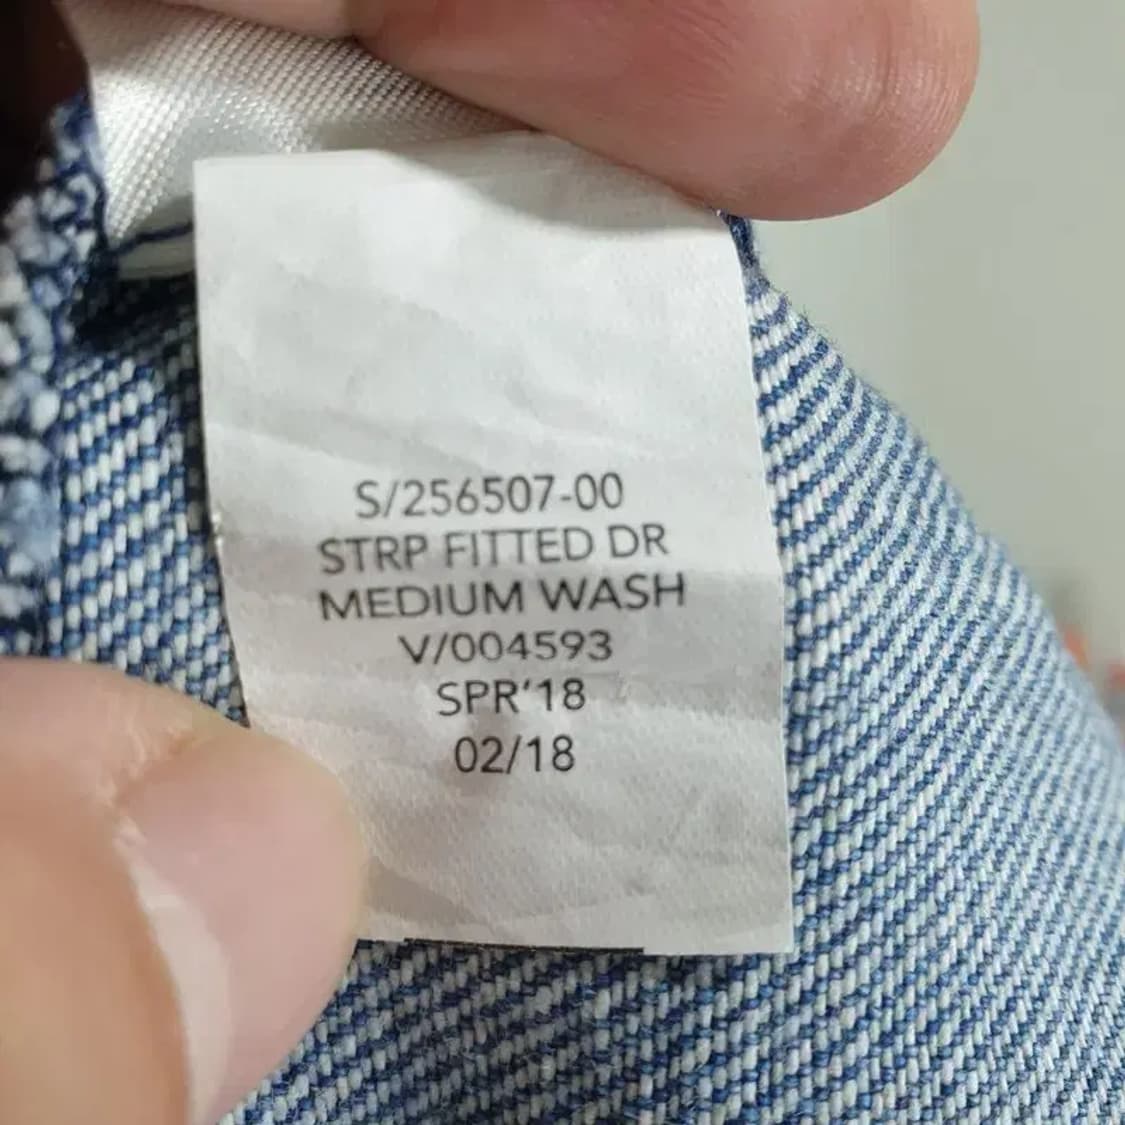 S/256507-00
STRP FITTED DR
MEDIUM WASH
V/004593
SPR'18
02/18